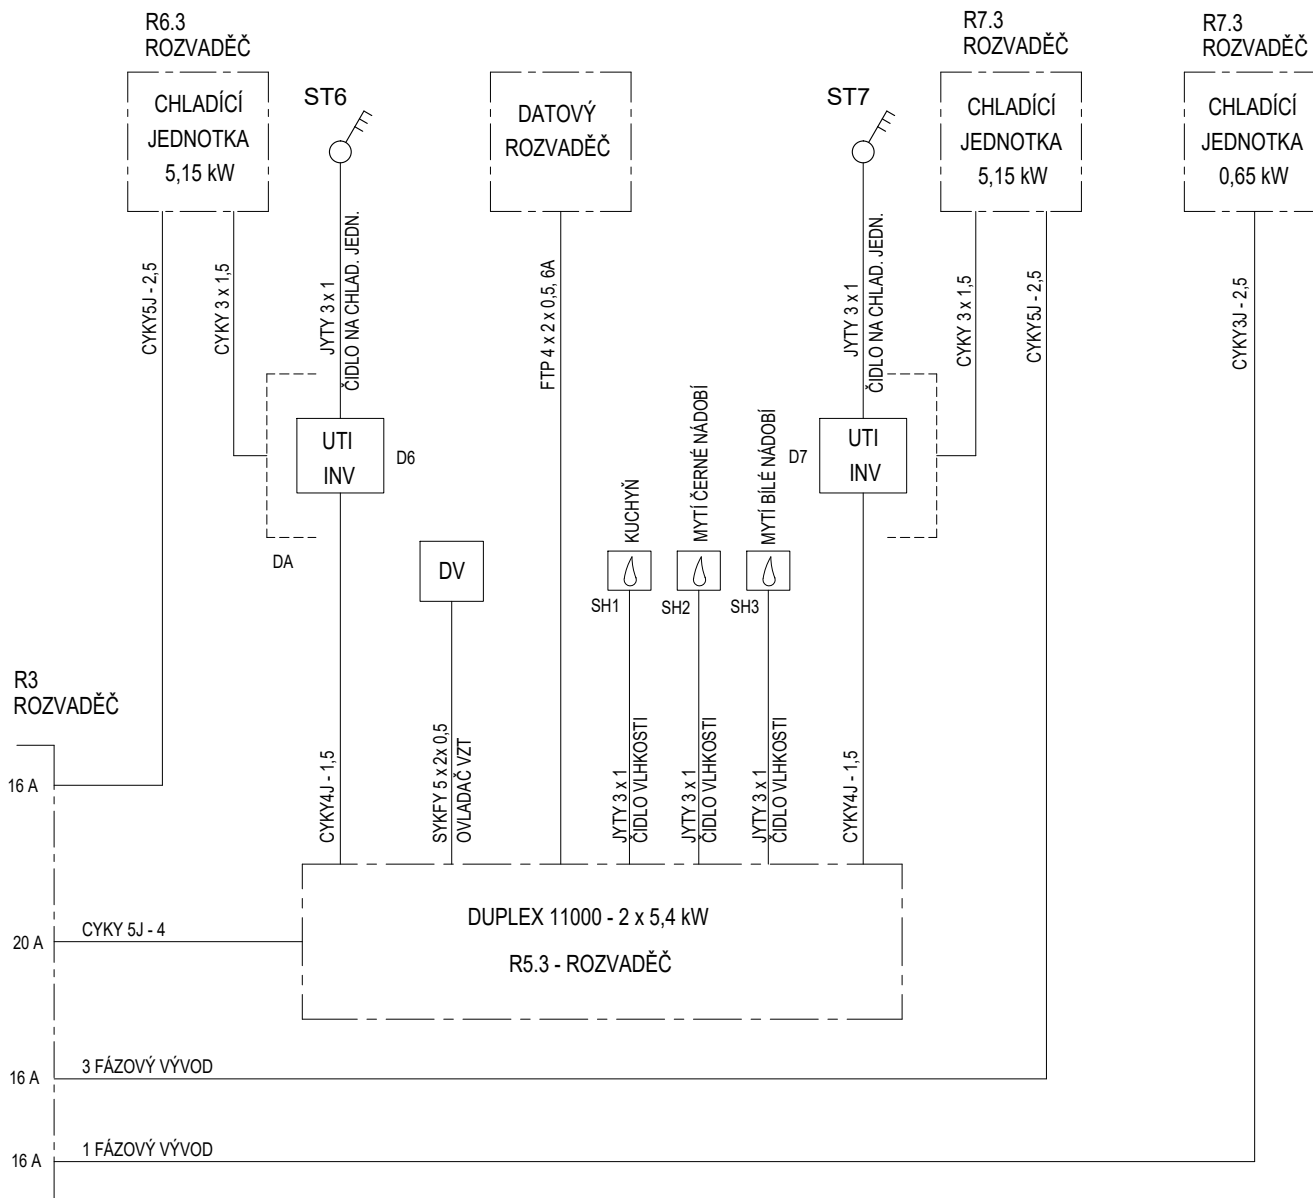 R6.3
ROZVADĚČ
R7.3
ROZVADĚČ
R7.3
ROZVADĚČ
CHLADÍCÍ
JEDNOTKA
5,15 kW
ST6
DATOVÝ
ROZVADĚČ
ST7
CHLADÍCÍ
JEDNOTKA
5,15 kW
CHLADÍCÍ
JEDNOTKA
0,65 kW
CYKY5J - 2,5
CYKY 3 x 1,5
JYTY 3 x 1
ČIDLO NA CHLAD. JEDN.
FTP 4 x 2 x 0,5, 6A
JYTY 3 x 1
ČIDLO NA CHLAD. JEDN.
CYKY 3 x 1,5
CYKY5J - 2,5
CYKY3J - 2,5
UTI
INV
D6
DA
DV
KUCHYŇ
MYTÍ ČERNÉ NÁDOBÍ
MYTÍ BÍLÉ NÁDOBÍ
D7
UTI
INV
SH1
SH2
SH3
R3
ROZVADĚČ
16 A
CYKY4J - 1,5
SYKFY 5 x 2x 0,5
OVLADAČ VZT
JYTY 3 x 1
ČIDLO VLHKOSTI
JYTY 3 x 1
ČIDLO VLHKOSTI
JYTY 3 x 1
ČIDLO VLHKOSTI
CYKY4J - 1,5
20 A
CYKY 5J - 4
DUPLEX 11000 - 2 x 5,4 kW
R5.3 - ROZVADĚČ
16 A
3 FÁZOVÝ VÝVOD
16 A
1 FÁZOVÝ VÝVOD